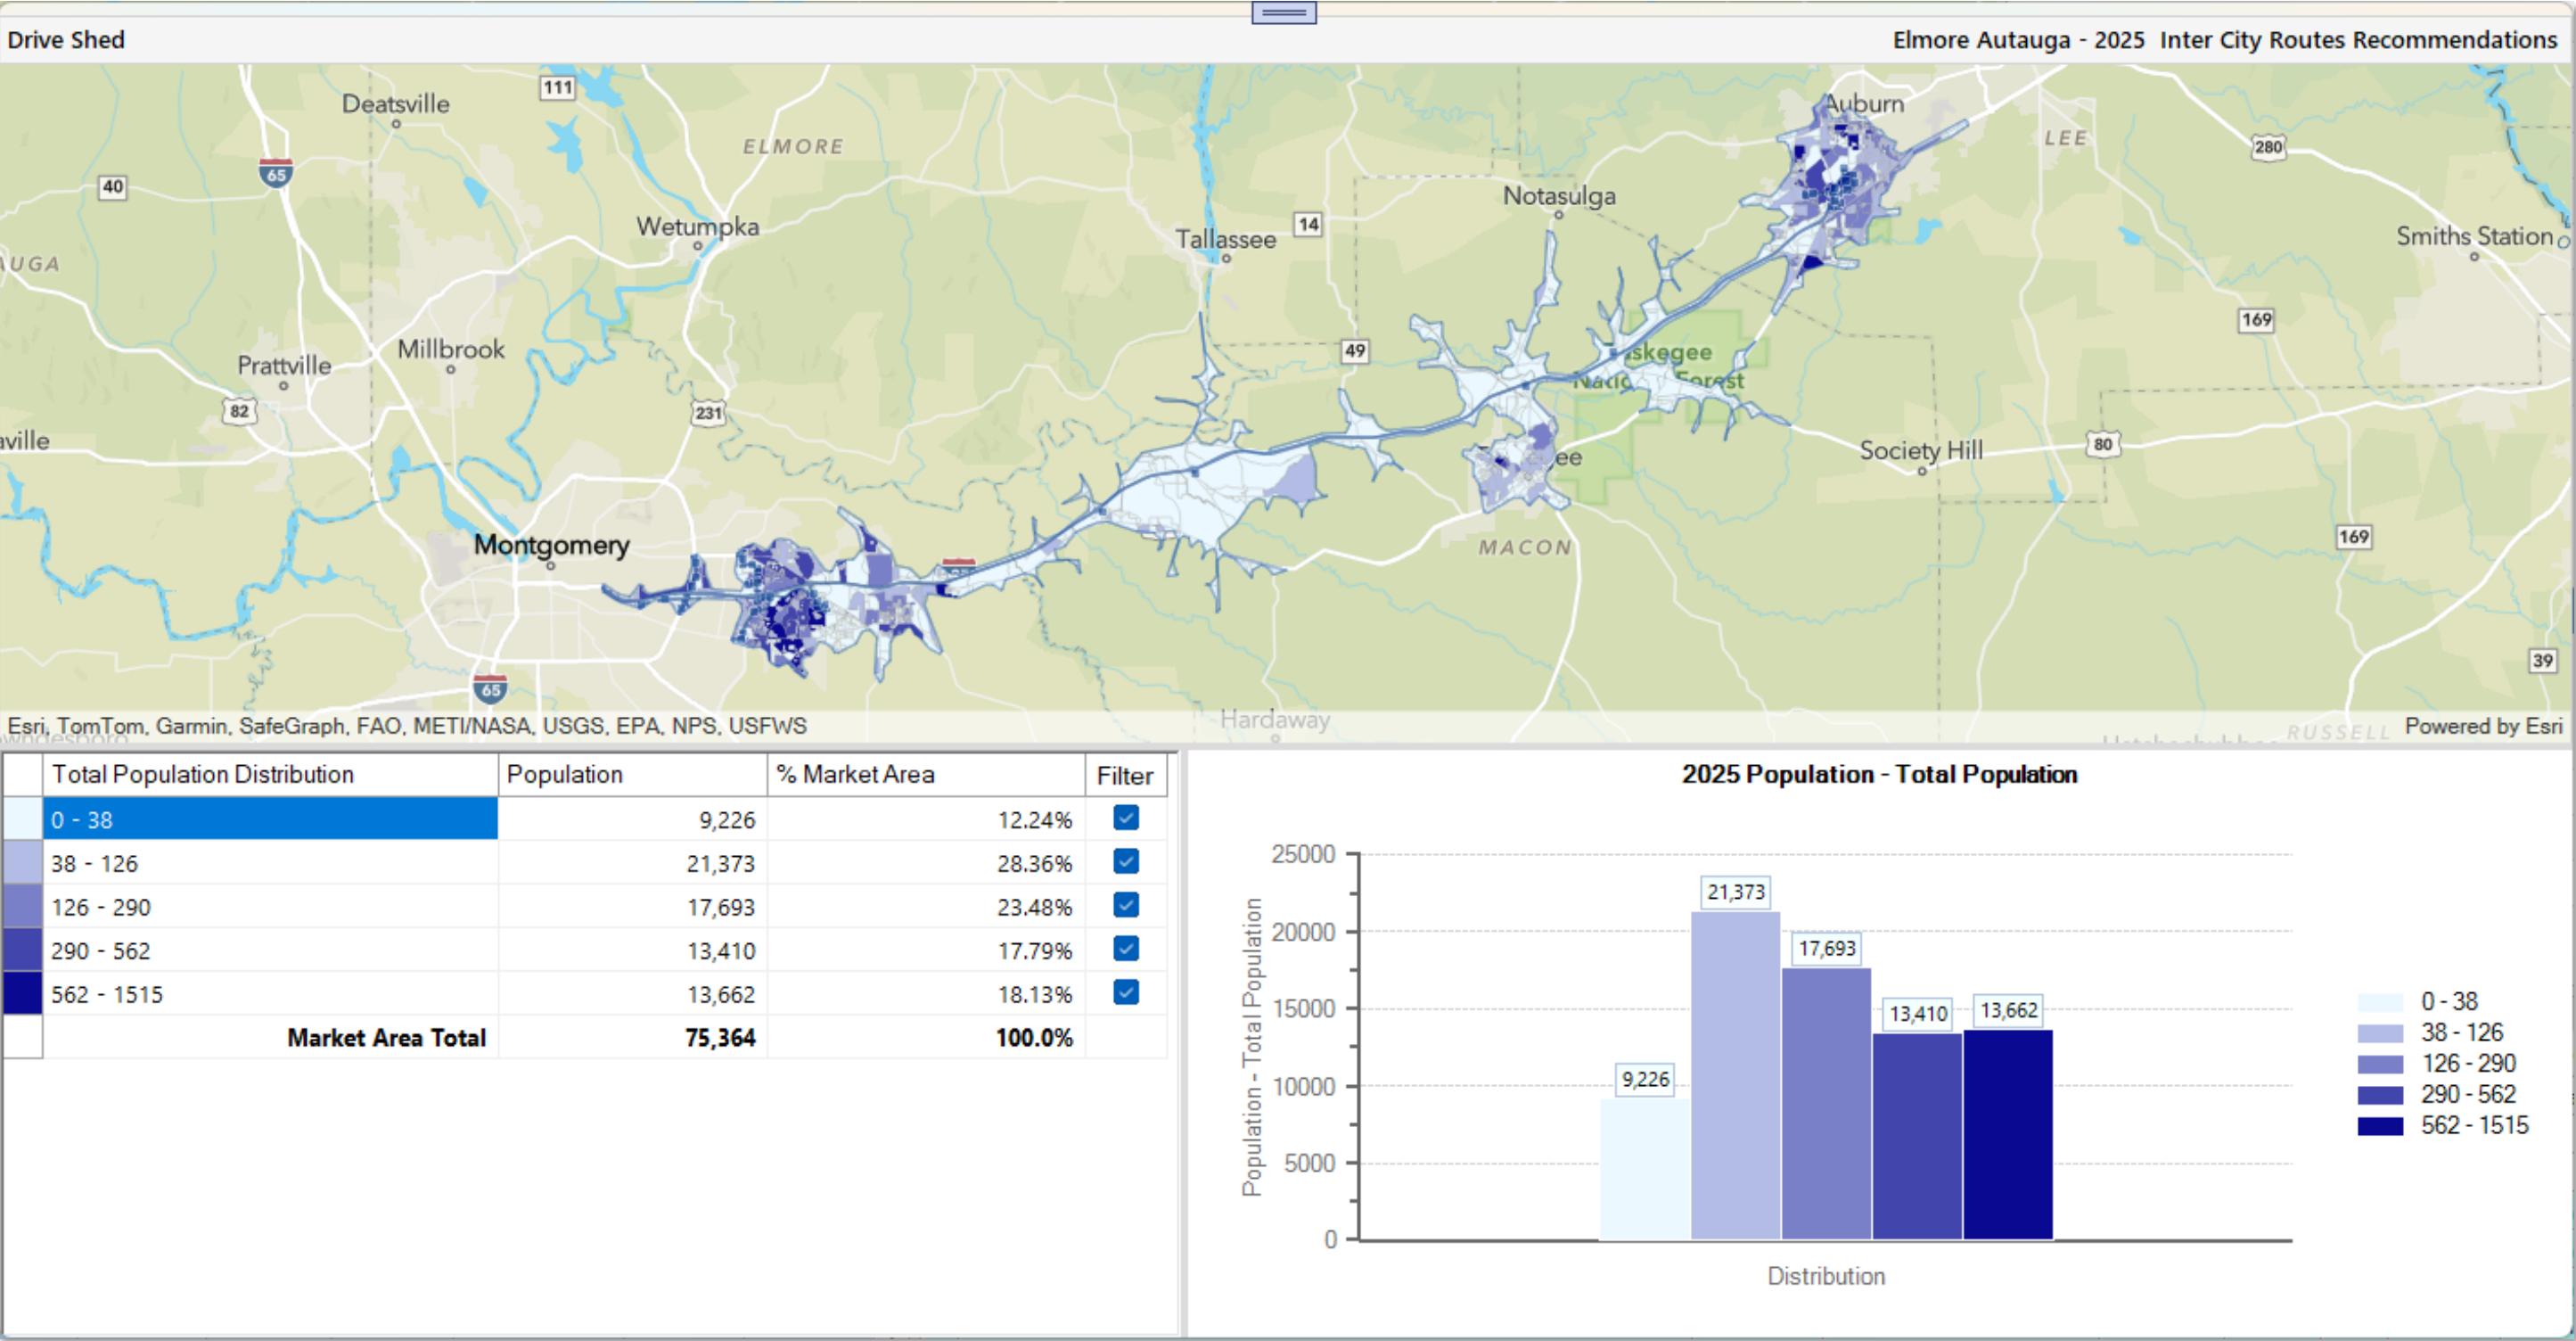 Drive Shed
Elmore Autauga - 2025 Inter City Routes Recommendations
111
Deatsville
Auburn
ELMORE
LEE
280
65
40
Notasulga
14
Wetumpka
Tallassee
Smiths Station
AUGA
169
Millbrook
49
skegee
Prattville
Forest
82
231
aville
80
Society Hill
ee
Montgomery
MACON
169
39
65
Hardaway
Esri, TomTom, Garmin, SafeGraph, FAO, METI/NASA, USGS, EPA, NPS, USFWS
RUSSELL
Powered by Esri
Total Population Distribution Population % Market Area Filter
0 - 38 9,226 12.24%
38 - 126 21,373 28.36%
126 - 290 17,693 23.48%
290 - 562 13,410 17.79%
562 - 1515 13,662 18.13%
Market Area Total 75,364 100.0%
2025 Population - Total Population
Population - Total Population
25000
20000
15000
10000
5000
0
9,226
21,373
17,693
13,410
13,662
Distribution
0 - 38
38 - 126
126 - 290
290 - 562
562 - 1515